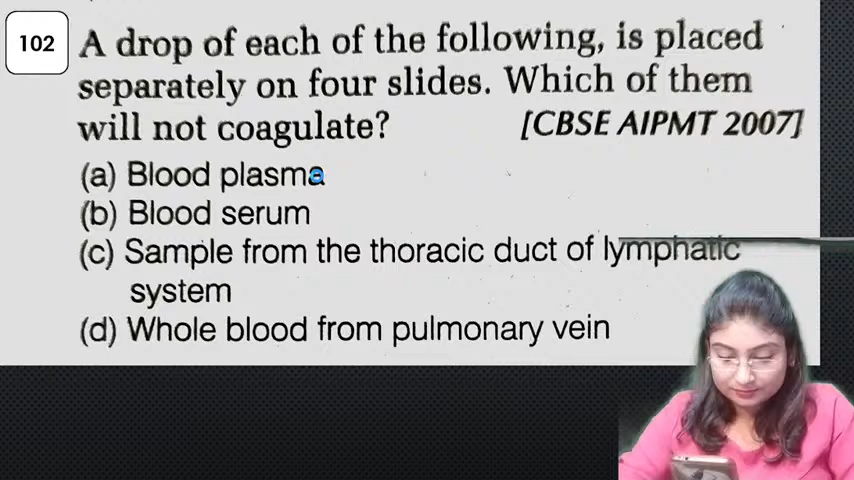 102
A drop of each of the following, is placed
separately on four slides. Which of them
will not coagulate? [CBSE AIPMT 2007]
(a) Blood plasma
(b) Blood serum
(c) Sample from the thoracic duct of lymphatic
system
(d) Whole blood from pulmonary vein